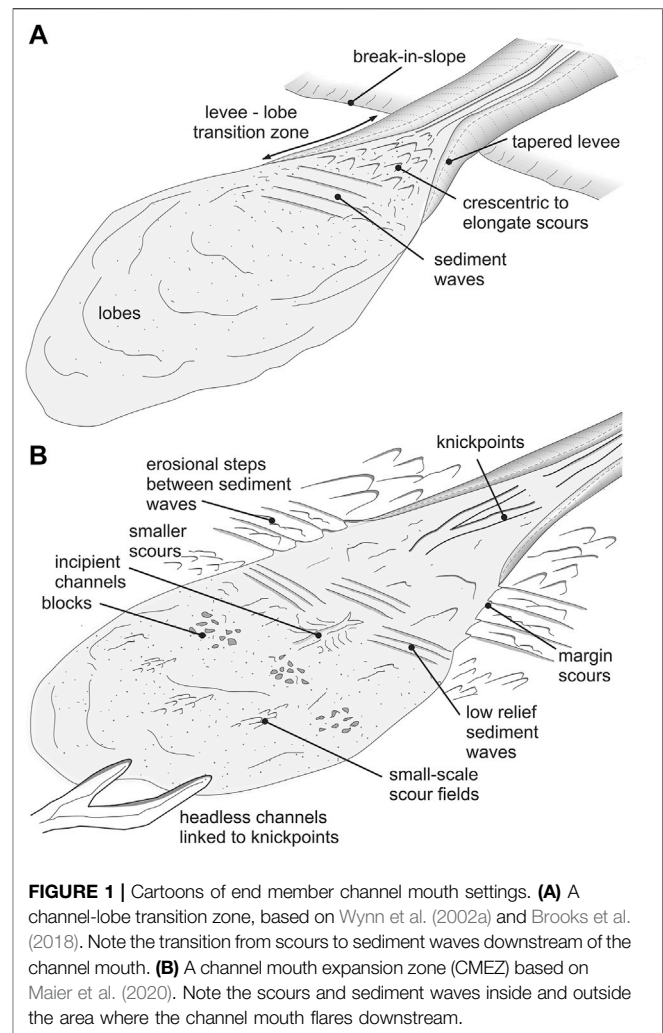 A
break-in-slope
levee - lobe
transition zone
tapered levee
crescentric to
elongate scours
sediment
waves
lobes
B
knickpoints
erosional steps
between sediment
waves
smaller
scours
incipient
channels
blocks
margin
scours
low relief
sediment
waves
small-scale
scour fields
headless channels
linked to knickpoints
FIGURE 1 | Cartoons of end member channel mouth settings. (A) A
channel-lobe transition zone, based on Wynn et al. (2002a) and Brooks et al.
(2018). Note the transition from scours to sediment waves downstream of the
channel mouth. (B) A channel mouth expansion zone (CMEZ) based on
Maier et al. (2020). Note the scours and sediment waves inside and outside
the area where the channel mouth flares downstream.